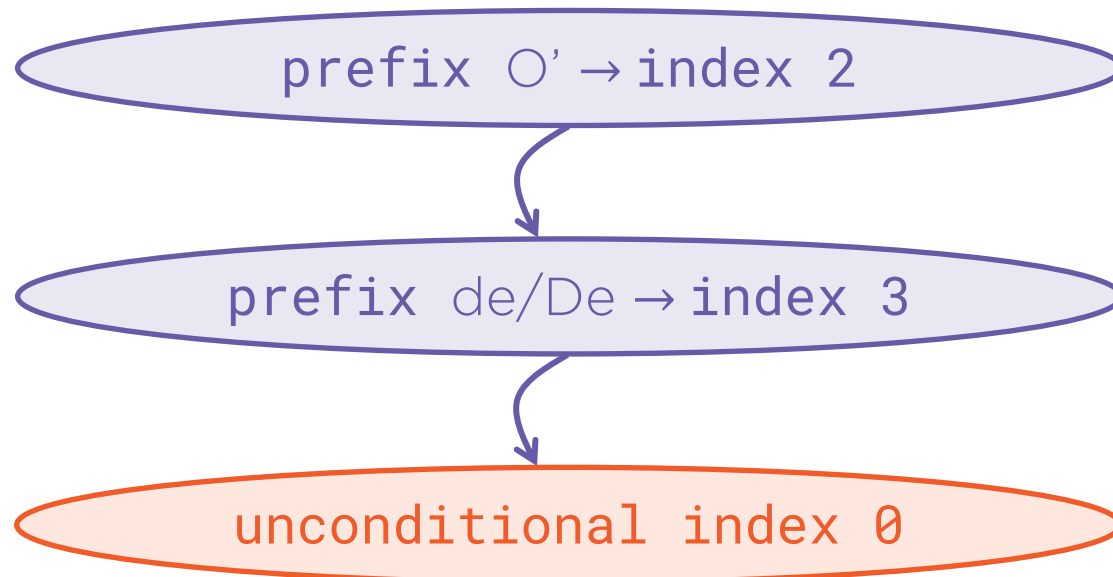 prefix O’ → index 2
prefix de/De → index 3
unconditional index 0